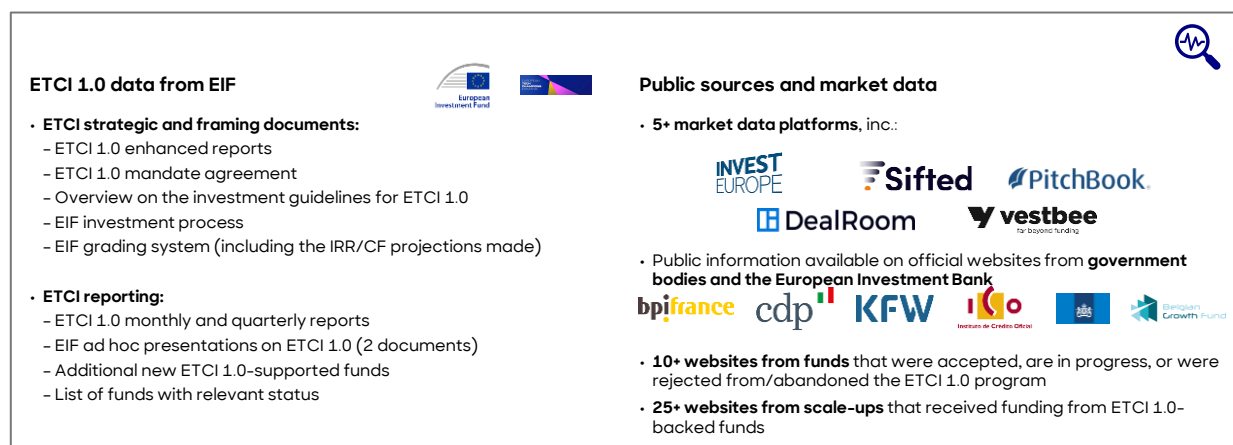 ETCI 1.0 data from EIF
European
Investment Fund
• ETCI strategic and framing documents:
– ETCI 1.0 enhanced reports
– ETCI 1.0 mandate agreement
– Overview on the investment guidelines for ETCI 1.0
– EIF investment process
– EIF grading system (including the IRR/CF projections made)
• ETCI reporting:
– ETCI 1.0 monthly and quarterly reports
– EIF ad hoc presentations on ETCI 1.0 (2 documents)
– Additional new ETCI 1.0-supported funds
– List of funds with relevant status
Public sources and market data
• 5+ market data platforms, inc.:
INVEST
EUROPE
Sifted
PitchBook.
DealRoom
vestbee
far beyond funding
• Public information available on official websites from government
bodies and the European Investment Bank
bpifrance
cdp
KFW
ICO
Instituto de Crédito Oficial
Belgian
Growth Fund
• 10+ websites from funds that were accepted, are in progress, or were
rejected from/abandoned the ETCI 1.0 program
• 25+ websites from scale-ups that received funding from ETCI 1.0-
backed funds